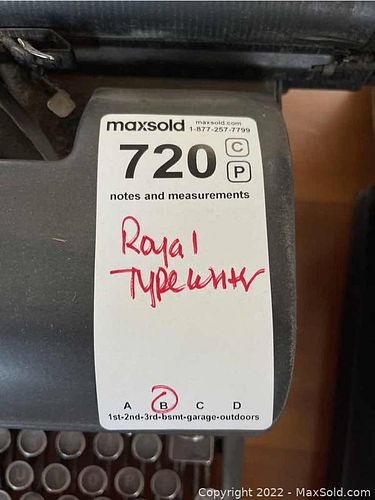 maxsold maxsold.com
1-877-257-7799
720 C
P
notes and measurements
Royal
Typewriter
A B C D
1st-2nd-3rd-bsmt-garage-outdoors
Copyright 2022 - MaxSold.com